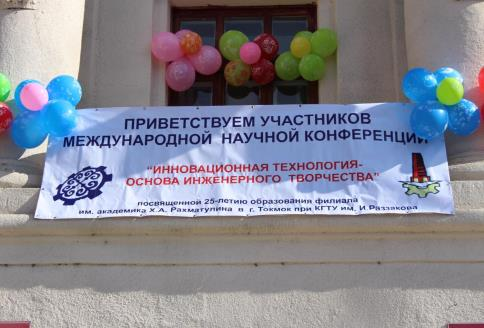 ПРИВЕТСТВУЕМ УЧАСТНИКОВ
МЕЖДУНАРОДНОЙ НАУЧНОЙ КОНФЕРЕНЦИИ
"ИННОВАЦИОННАЯ ТЕХНОЛОГИЯ-
ОСНОВА ИНЖЕНЕРНОГО ТВОРЧЕСТВА"
посвященной 25-летию образования филиала
им. академика Х.А. Рахматулина в г. Токмок при КГТУ им. И.Раззакова